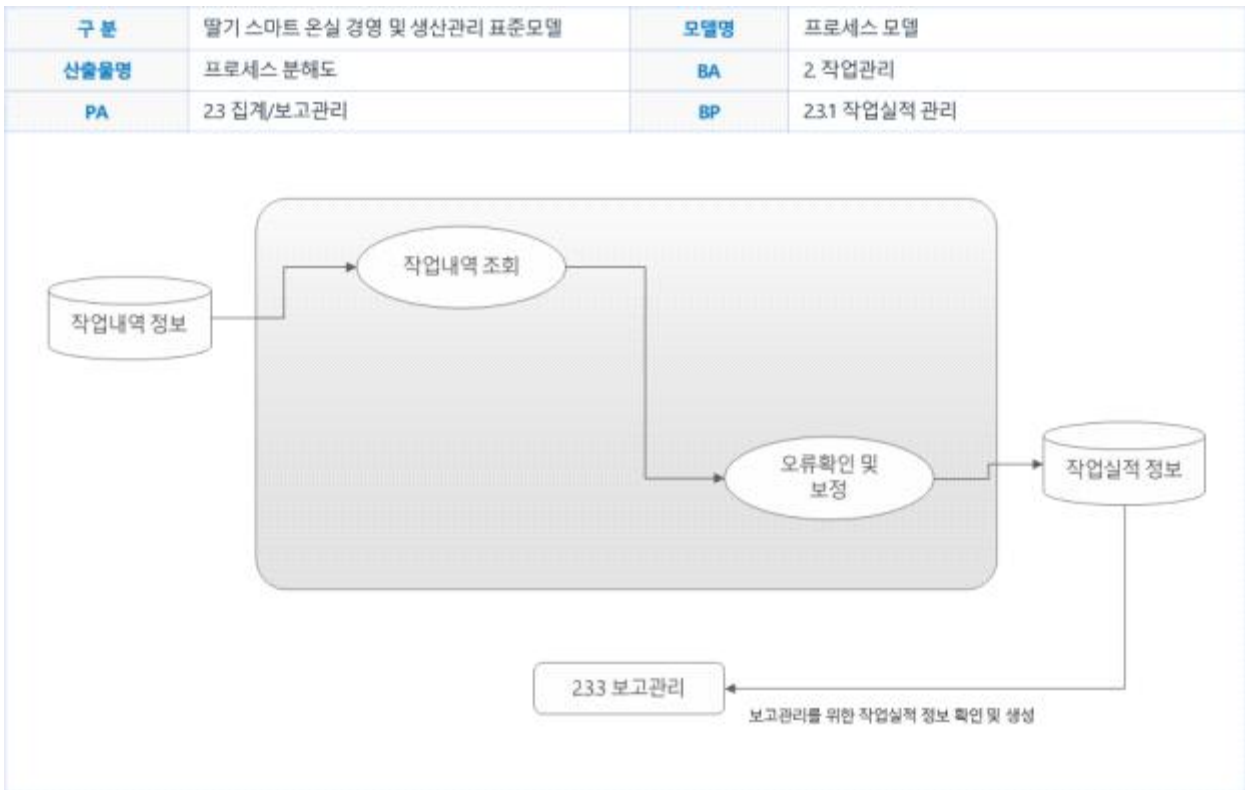 구 분 딸기 스마트 온실 경영 및 생산관리 표준모델 모델명 프로세스 모델
산출물명 프로세스 분해도 BA 2. 작업관리
PA 2.3 집계/보고관리 BP 2.3.1 작업실적 관리
작업내역 조회
작업내역 정보
오류확인 및
보정
작업실적 정보
2.3.3 보고관리
보고관리를 위한 작업실적 정보 확인 및 생성